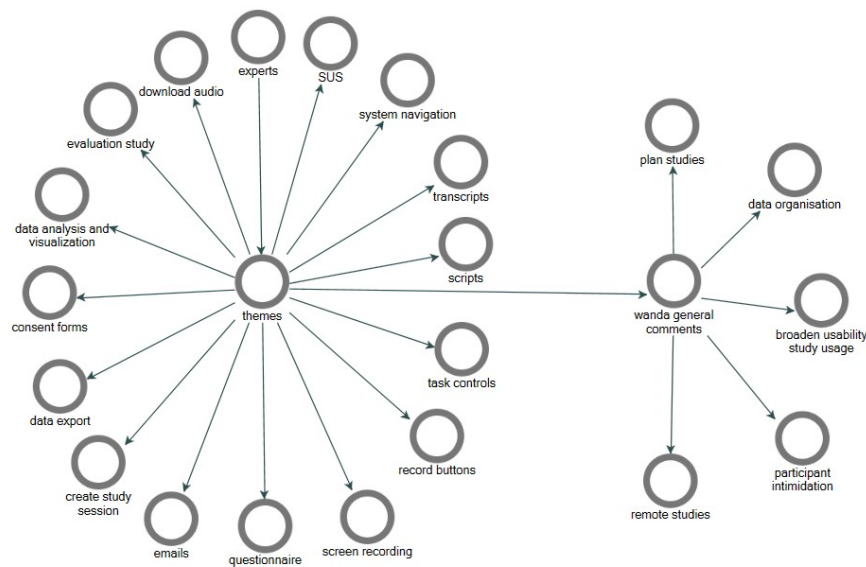 experts
SUS
download audio
system navigation
evaluation study
plan studies
transcripts
data organisation
data analysis and
visualization
scripts
themes
wanda general
comments
consent forms
broaden usability
study usage
task controls
data export
record buttons
participant
intimidation
create study
session
remote studies
emails
questionnaire
screen recording